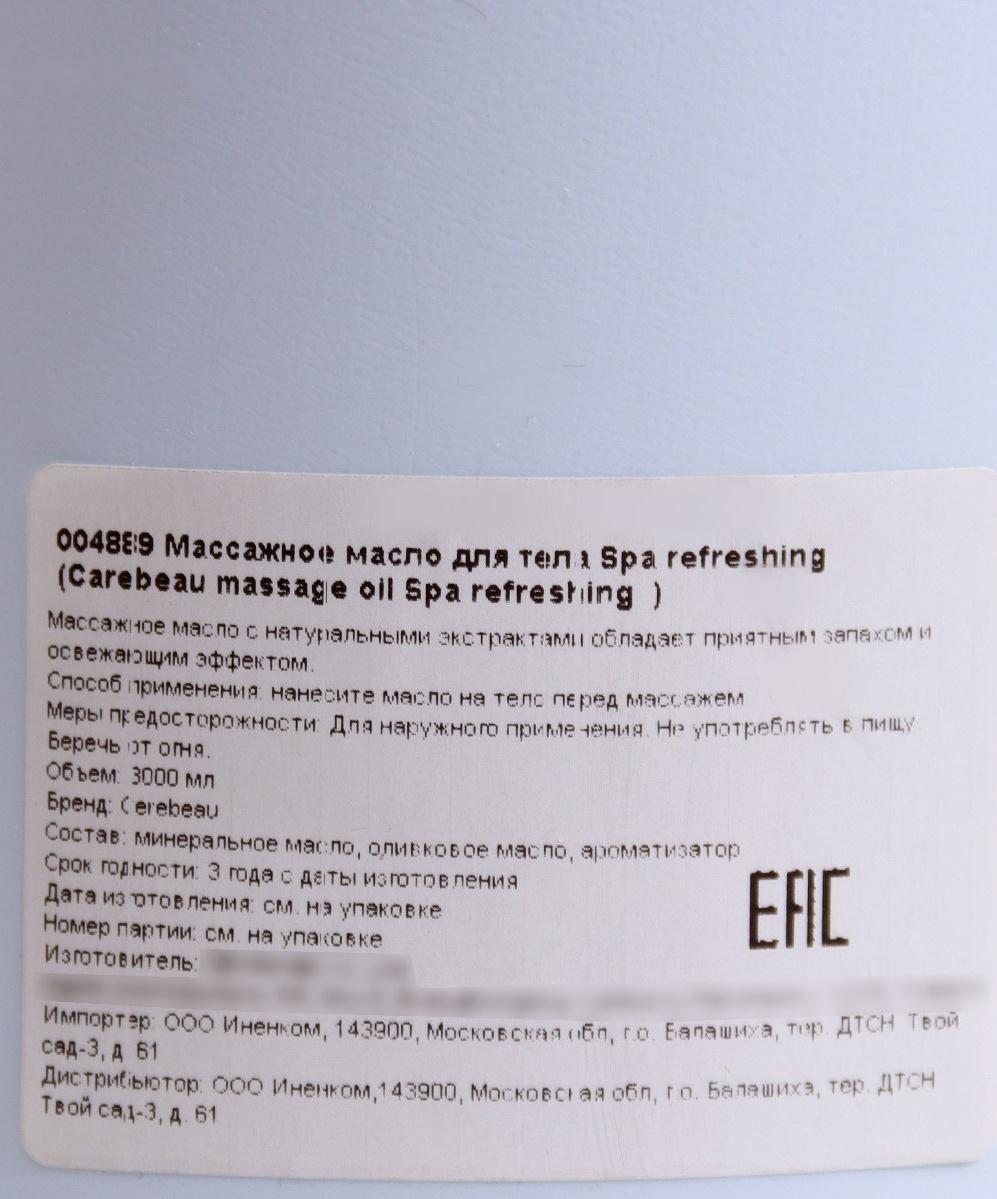 004889 Массажное масло для тела Spa refreshing
(Carebeau massage oil Spa refreshing )
Массажное масло с натуральными экстрактами обладает приятным запахом и
освежающим эффектом.
Способ применения: нанесите масло на тело перед массажем
Меры предосторожности: Для наружного применения. Не употреблять в пищу.
Беречь от огня.
Объем: 3000 мл
Бренд: Cerebeau
Состав: минеральное масло, оливковое масло, ароматизатор
Срок годности: 3 года с даты изготовления
Дата изготовления: см. на упаковке
Номер партии: см. на упаковке
Изготовитель:
Импортер: ООО Иненком, 143900, Московская обл, г.о. Балашиха, тер. ДТСН Твой
сад-3, д. 61
Дистрибьютор: ООО Иненком,143900, Московская обл, г.о. Балашиха, тер. ДТСН
Твой сад-3, д. 61
EAC